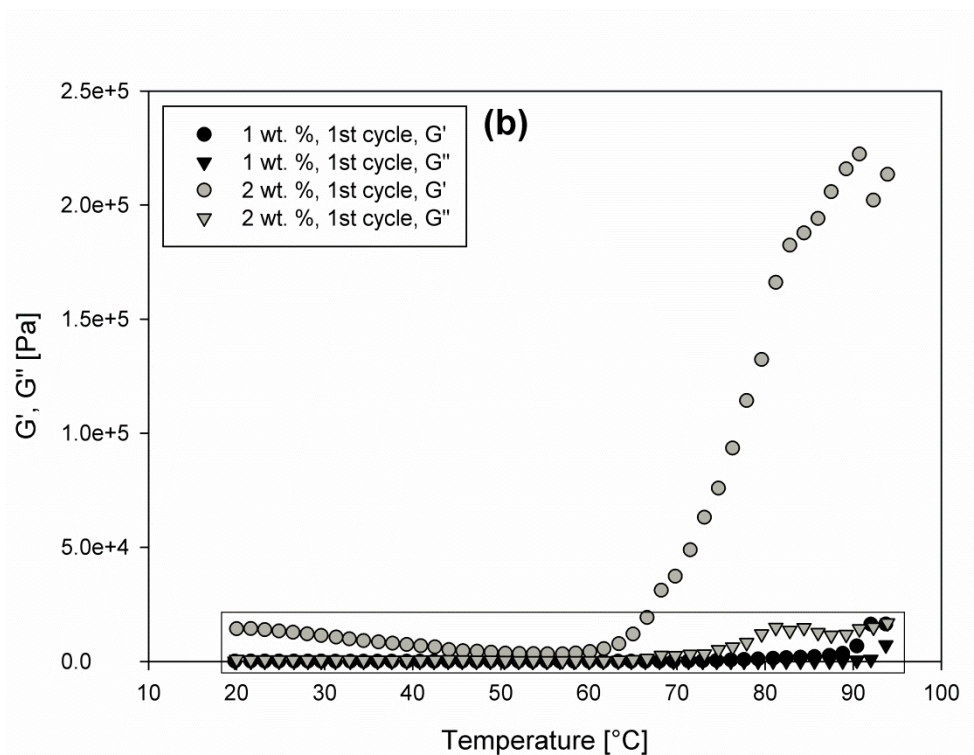 (b)
1 wt. %, 1st cycle, G'
1 wt. %, 1st cycle, G"
2 wt. %, 1st cycle, G'
2 wt. %, 1st cycle, G"
G', G" [Pa]
2.5e+5
2.0e+5
1.5e+5
1.0e+5
5.0e+4
0.0
10 20 30 40 50 60 70 80 90 100
Temperature [°C]